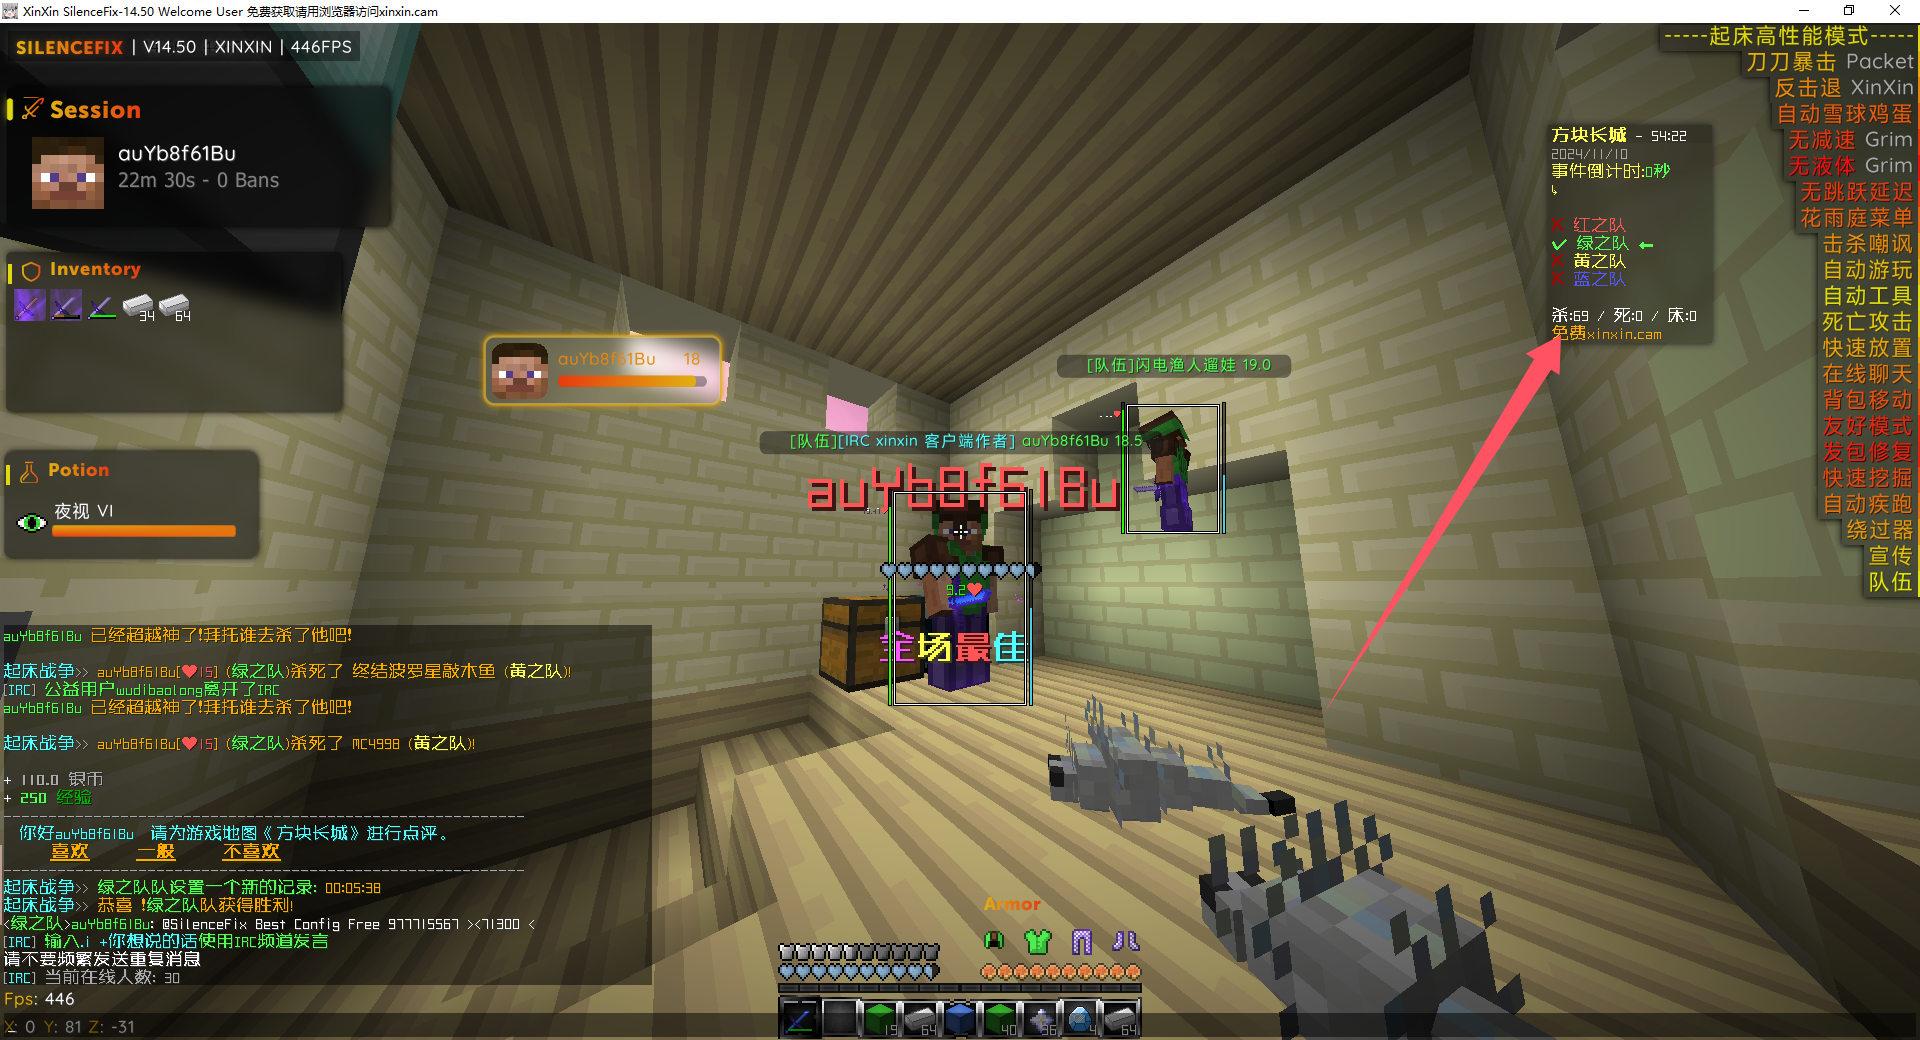 XinXin SilenceFix-14.50 Welcome User 免费获取请用浏览器访问xinxin.cam
SILENCEFIX | V14.50 | XINXIN | 446FPS
Session
auYb8f61Bu
22m 30s - 0 Bans
Inventory
34
64
Potion
夜视 VI
auYb8f61Bu 18
[队伍]闪电渔人遛娃 19.0
[队伍][IRC xinxin 客户端作者] auYb8f61Bu 18.5
auYb8f61Bu
9.2
全场最佳
-----起床高性能模式-----
刀刀暴击 Packet
反击退 XinXin
自动雪球鸡蛋
无减速 Grim
无液体 Grim
无跳跃延迟
花雨庭菜单
击杀嘲讽
自动游玩
自动工具
死亡攻击
快速放置
在线聊天
背包移动
友好模式
发包修复
快速挖掘
自动疾跑
绕过器
宣传
队伍
方块长城 - 54:22
2024/11/10
事件倒计时:0秒
红之队
绿之队
黄之队
蓝之队
杀:69 / 死:0 / 床:0
免费xinxin.cam
auYb8f61Bu 已经超越神了!拜托谁去杀了他吧!
起床战争>> auYb8f61Bu[❤15] (绿之队)杀死了 终结波罗星敲木鱼 (黄之队)!
[IRC] 公益用户wudibaolong离开了IRC
auYb8f61Bu 已经超越神了!拜托谁去杀了他吧!
起床战争>> auYb8f61Bu[❤15] (绿之队)杀死了 MC4998 (黄之队)!
+ 110.0 银币
+ 250 经验
你好auYb8f61Bu 请为游戏地图《方块长城》进行点评。
喜欢 一般 不喜欢
起床战争>> 绿之队队设置一个新的记录: 00:05:38
起床战争>> 恭喜 !绿之队队获得胜利!
<绿之队>auYb8f61Bu: @SilenceFix Best Config Free 977715567 ><71300 <
[IRC] 输入.i +你想说的话使用IRC频道发言
请不要频繁发送重复消息
[IRC] 当前在线人数: 30
Fps: 446
X: 0 Y: 81 Z: -31
Armor
19
64
40
36
4
64